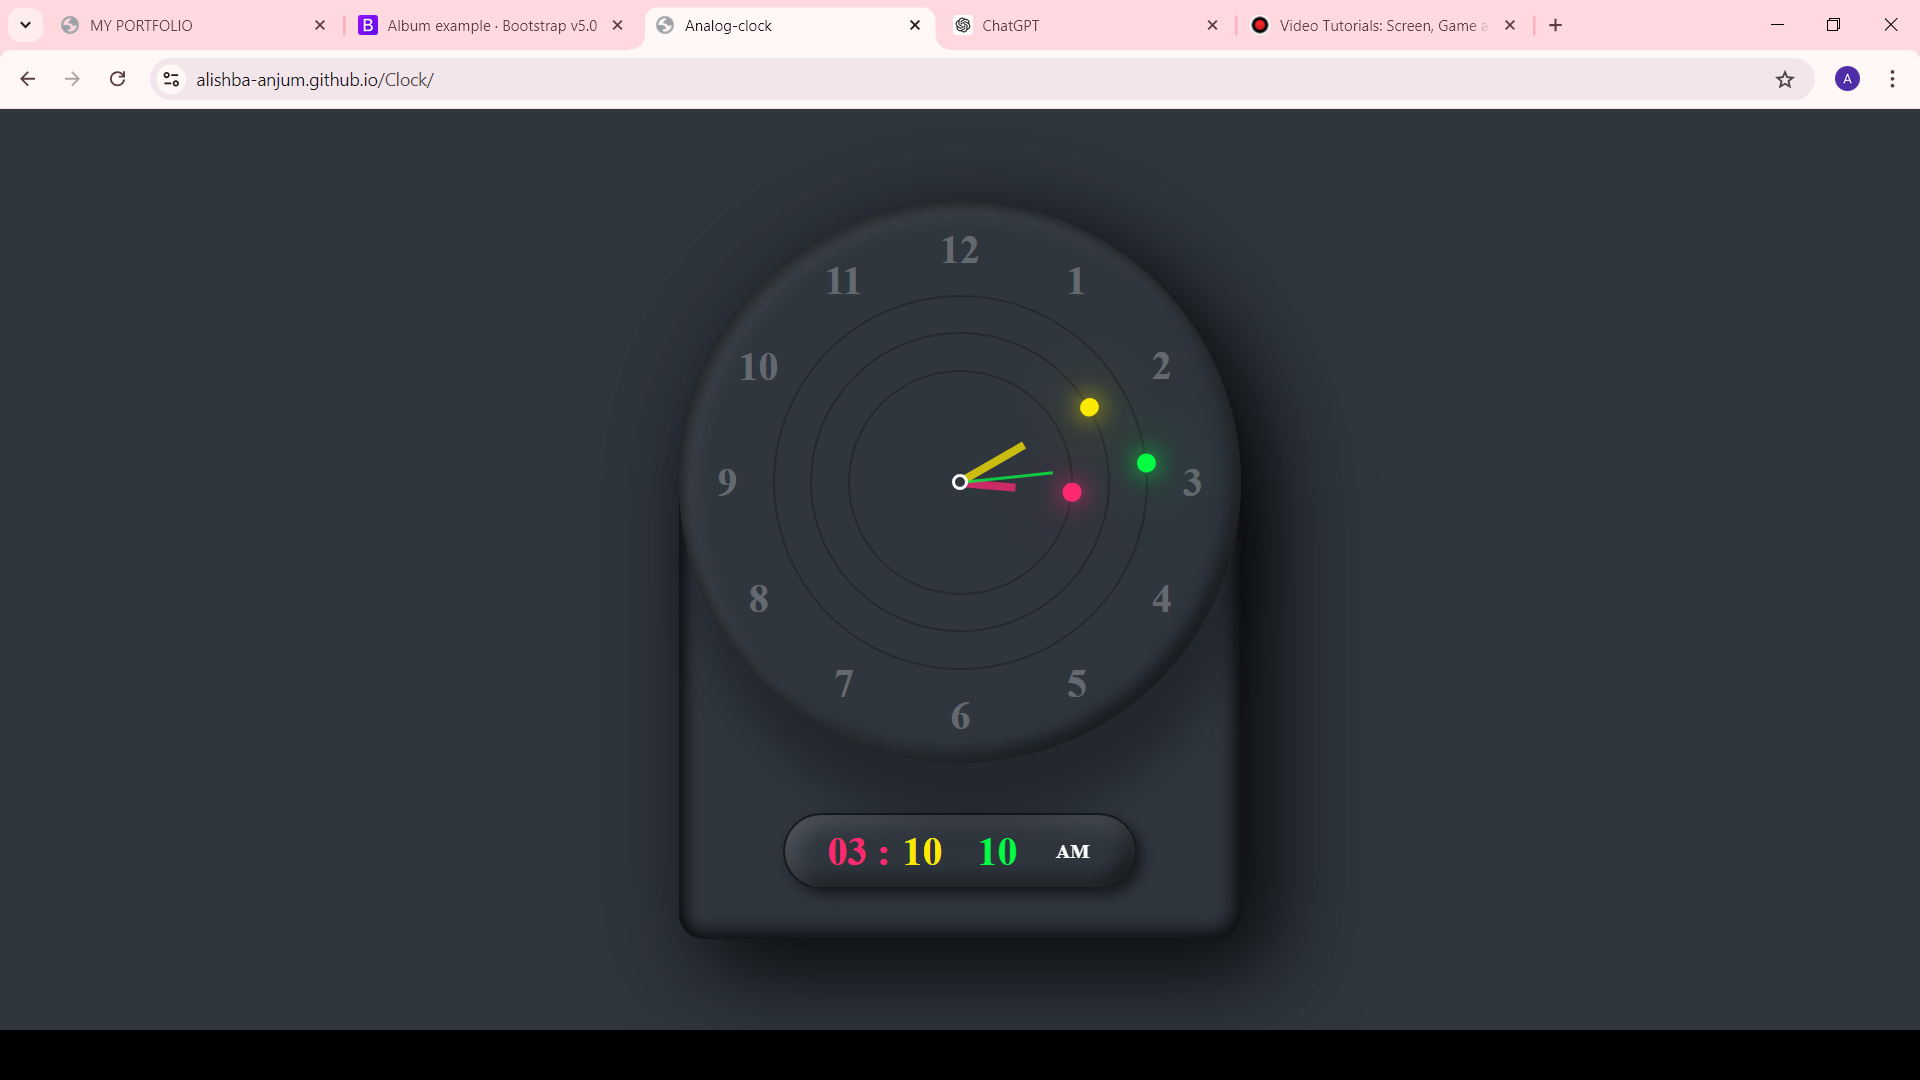 MY PORTFOLIO
Album example · Bootstrap v5.0
Analog-clock
ChatGPT
Video Tutorials: Screen, Game a
alishba-anjum.github.io/Clock/
A
12
11
1
10
2
9
3
8
4
7
5
6
03 : 10 10 AM